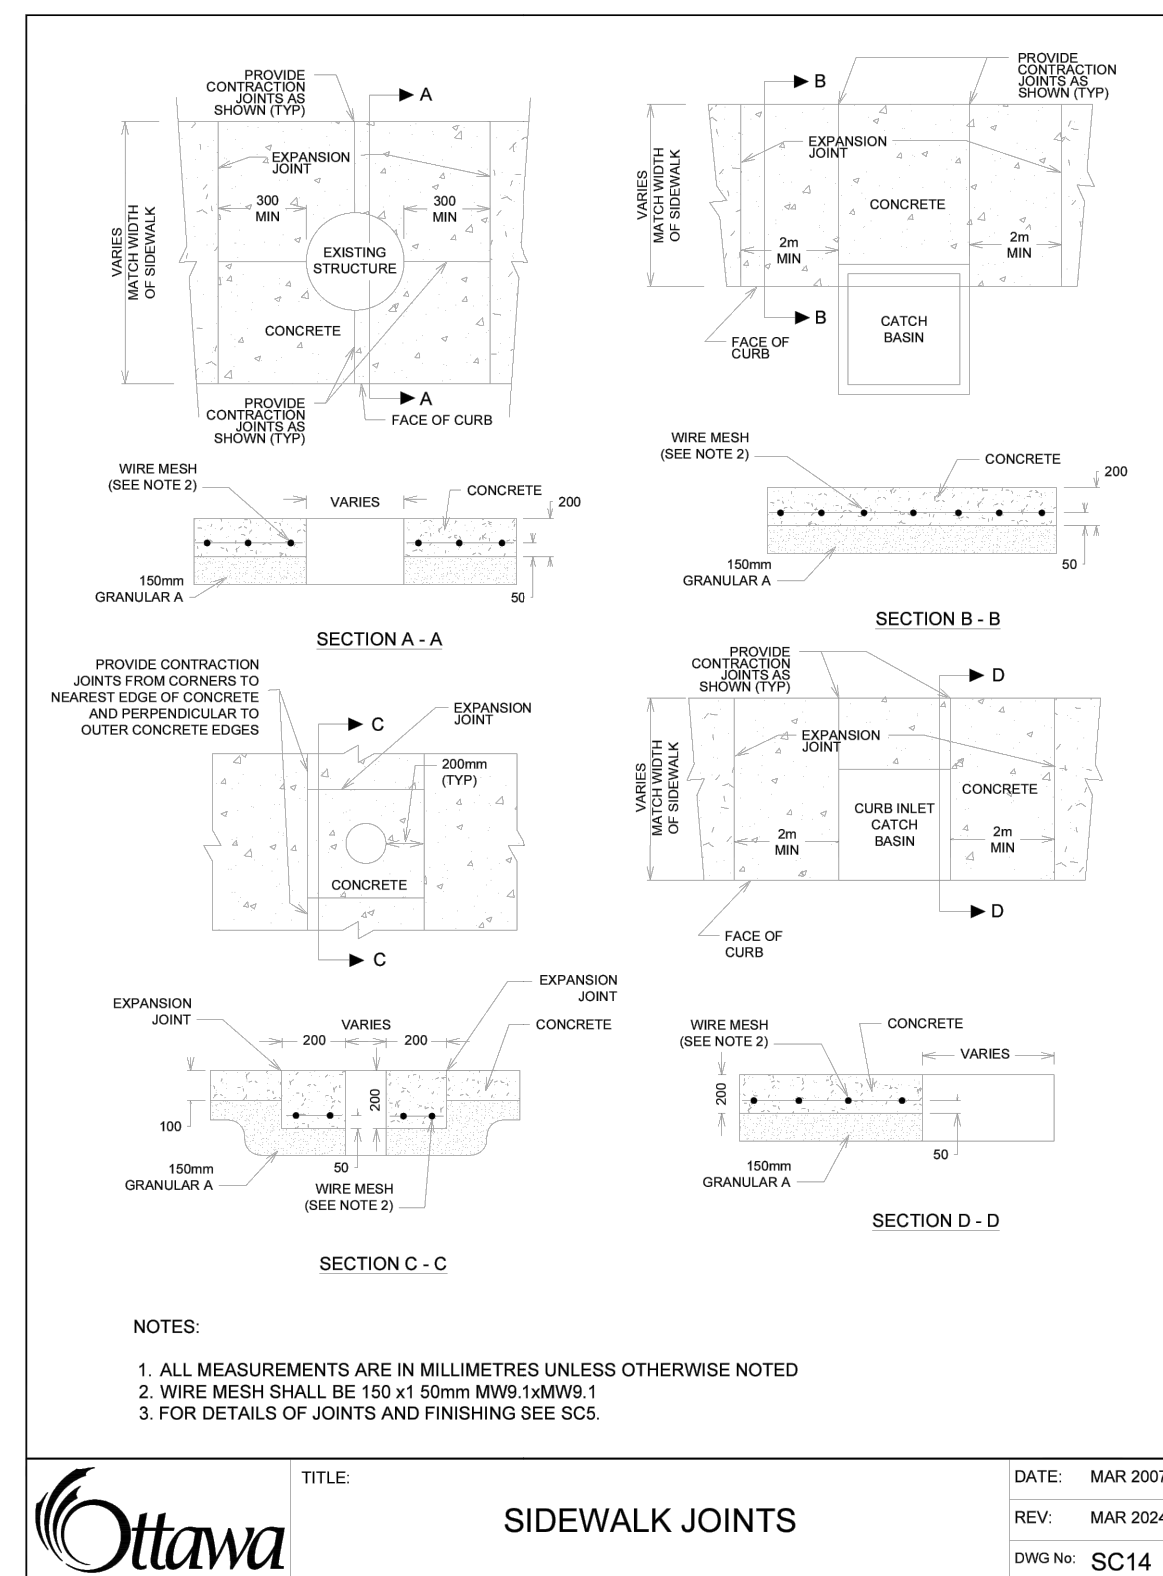 PROVIDE
CONTRACTION
JOINTS AS
SHOWN (TYP)
A
EXPANSION
JOINT
300
MIN
300
MIN
VARIES
MATCH WIDTH
OF SIDEWALK
EXISTING
STRUCTURE
CONCRETE
A
PROVIDE
CONTRACTION
JOINTS AS
SHOWN (TYP)
FACE OF CURB
WIRE MESH
(SEE NOTE 2)
VARIES
CONCRETE
200
150mm
GRANULAR A
50
SECTION A - A
PROVIDE
CONTRACTION
JOINTS AS
SHOWN (TYP)
B
EXPANSION
JOINT
VARIES
MATCH WIDTH
OF SIDEWALK
CONCRETE
2m
MIN
2m
MIN
B
CATCH
BASIN
FACE OF
CURB
WIRE MESH
(SEE NOTE 2)
CONCRETE
200
150mm
GRANULAR A
50
SECTION B - B
PROVIDE CONTRACTION
JOINTS FROM CORNERS TO
NEAREST EDGE OF CONCRETE
AND PERPENDICULAR TO
OUTER CONCRETE EDGES
C
EXPANSION
JOINT
200mm
(TYP)
CONCRETE
C
EXPANSION
JOINT
EXPANSION
JOINT
VARIES
CONCRETE
200
200
200
100
150mm
GRANULAR A
50
WIRE MESH
(SEE NOTE 2)
SECTION C - C
PROVIDE
CONTRACTION
JOINTS AS
SHOWN (TYP)
D
EXPANSION
JOINT
VARIES
MATCH WIDTH
OF SIDEWALK
CONCRETE
CURB INLET
CATCH
BASIN
2m
MIN
2m
MIN
D
FACE OF
CURB
WIRE MESH
(SEE NOTE 2)
CONCRETE
VARIES
200
150mm
GRANULAR A
50
SECTION D - D
NOTES:
1. ALL MEASUREMENTS ARE IN MILLIMETRES UNLESS OTHERWISE NOTED
2. WIRE MESH SHALL BE 150 x1 50mm MW9.1xMW9.1
3. FOR DETAILS OF JOINTS AND FINISHING SEE SC5.
Ottawa
TITLE:
SIDEWALK JOINTS
DATE: MAR 2007
REV: MAR 2024
DWG No: SC14